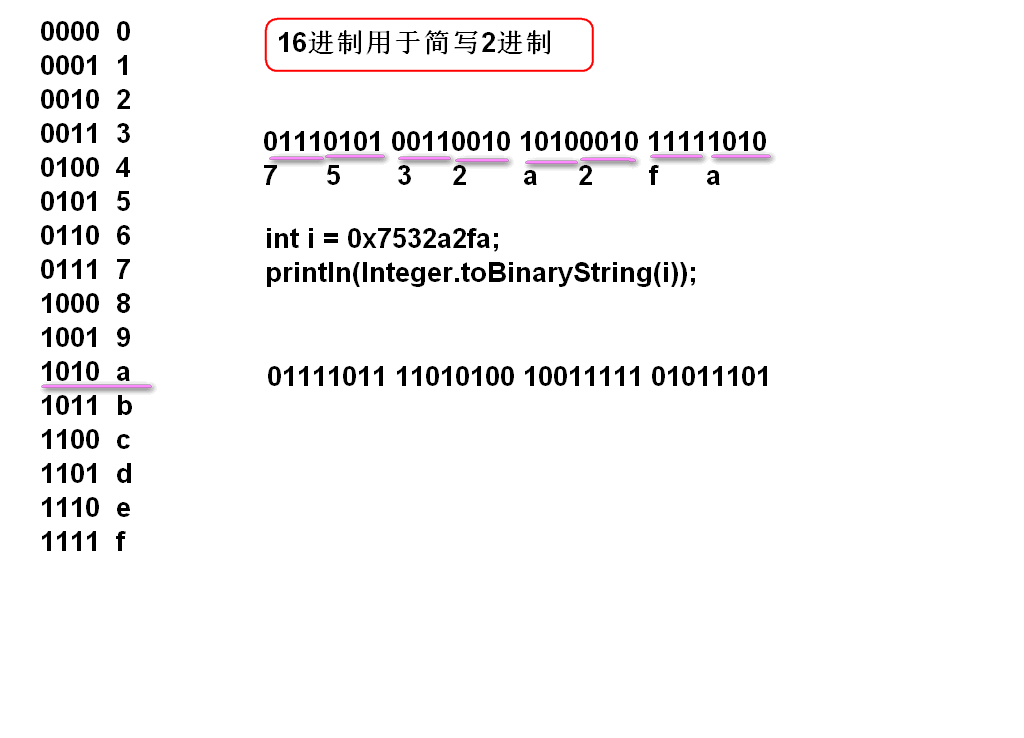 0000 0
0001 1
0010 2
0011 3
0100 4
0101 5
0110 6
0111 7
1000 8
1001 9
1010 a
1011 b
1100 c
1101 d
1110 e
1111 f
16进制用于简写2进制
01110101 00110010 10100010 11111010
7 5 3 2 a 2 f a
int i = 0x7532a2fa;
println(Integer.toBinaryString(i));
01111011 11010100 10011111 01011101